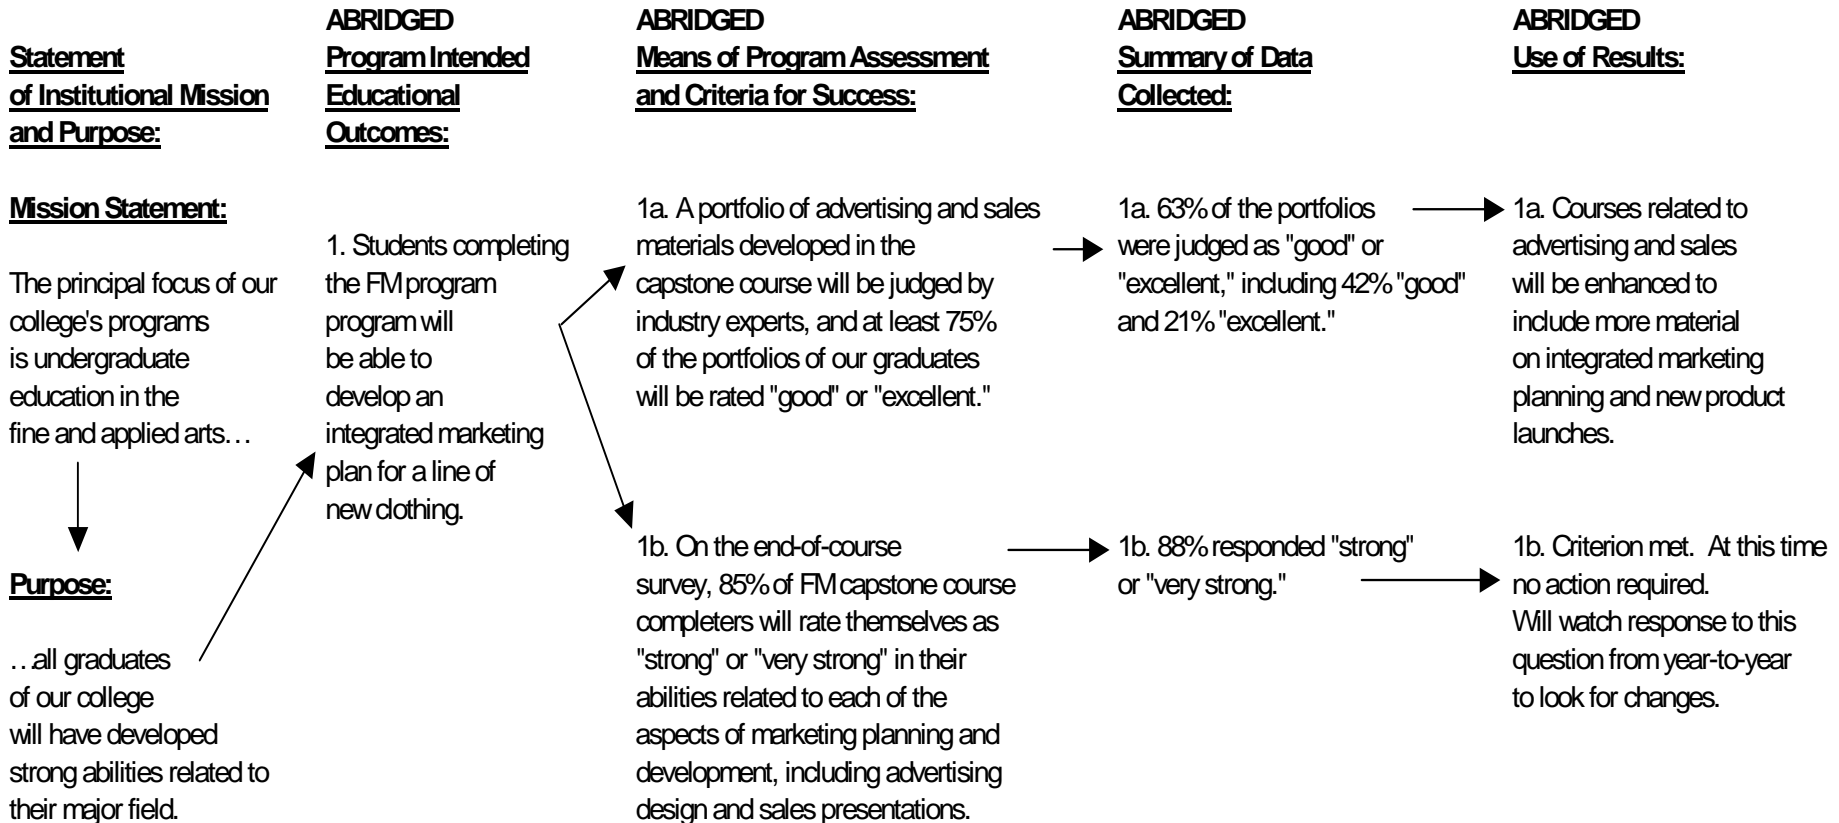 Statement
of Institutional Mission
and Purpose:
Mission Statement:
The principal focus of our
college's programs
is undergraduate
education in the
fine and applied arts…
Purpose:
…all graduates
of our college
will have developed
strong abilities related to
their major field.
ABRIDGED
Program Intended
Educational
Outcomes:
1. Students completing
the FM program
program will
be able to
develop an
integrated marketing
plan for a line of
new clothing.
ABRIDGED
Means of Program Assessment
and Criteria for Success:
1a. A portfolio of advertising and sales
materials developed in the
capstone course will be judged by
industry experts, and at least 75%
of the portfolios of our graduates
will be rated "good" or "excellent."
1b. On the end-of-course
survey, 85% of FM capstone course
completers will rate themselves as
"strong" or "very strong" in their
abilities related to each of the
aspects of marketing planning and
development, including advertising
design and sales presentations.
ABRIDGED
Summary of Data
Collected:
1a. 63% of the portfolios
were judged as "good" or
"excellent," including 42% "good"
and 21% "excellent."
1b. 88% responded "strong"
or "very strong."
ABRIDGED
Use of Results:
1a. Courses related to
advertising and sales
will be enhanced to
include more material
on integrated marketing
planning and new product
launches.
1b. Criterion met. At this time
no action required.
Will watch response to this
question from year-to-year
to look for changes.